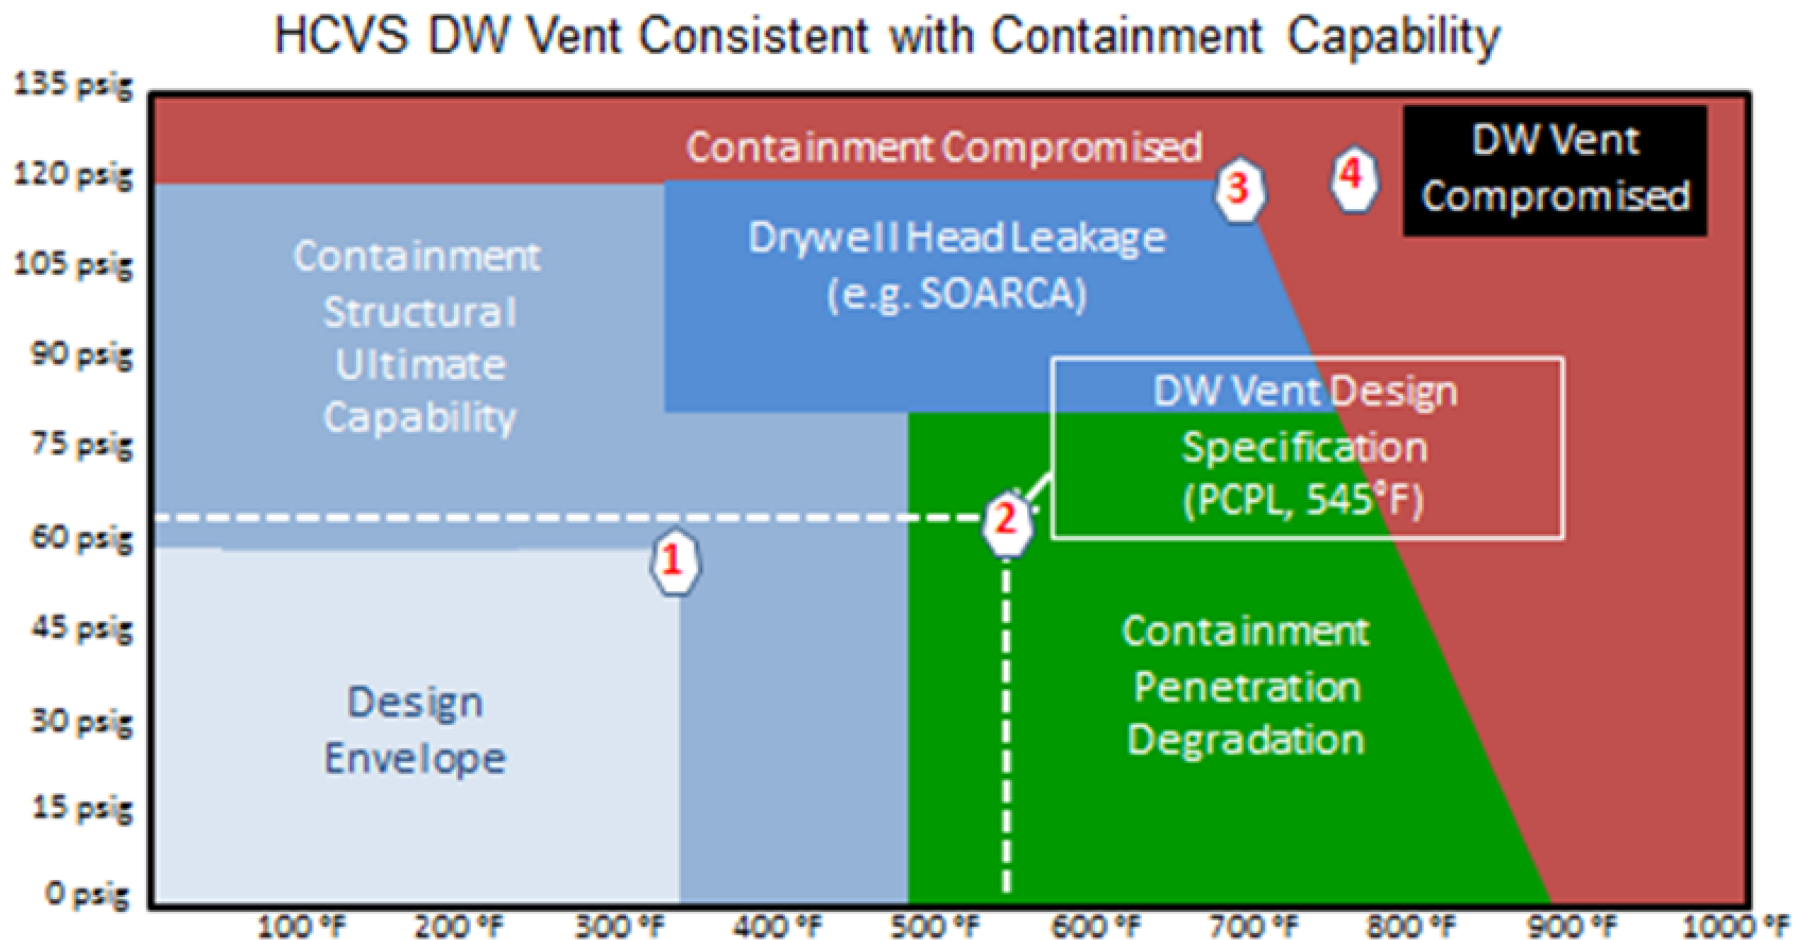 HCVS DW Vent Consistent with Containment Capability
135 psig
120 psig
105 psig
90 psig
75 psig
60 psig
45 psig
30 psig
15 psig
0 psig
Containment Compromised
DW Vent
Compromised
3
4
Containment
Structural
Ultimate
Capability
Drywell Head Leakage
(e.g. SOARCA)
DW Vent Design
Specification
(PCPL, 545°F)
2
1
Design
Envelope
Containment
Penetration
Degradation
100 °F
200 °F
300 °F
400 °F
500 °F
600 °F
700 °F
800 °F
900 °F
1000 °F